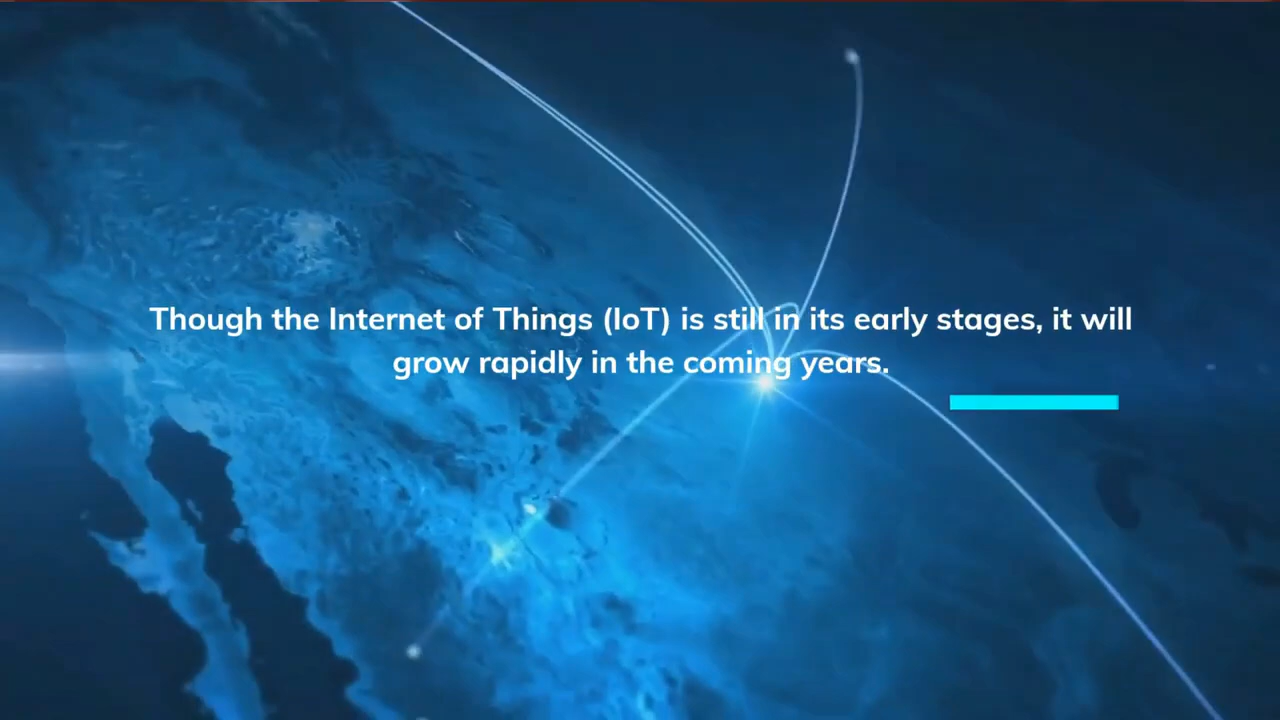 Though the Internet of Things (IoT) is still in its early stages, it will
grow rapidly in the coming years.